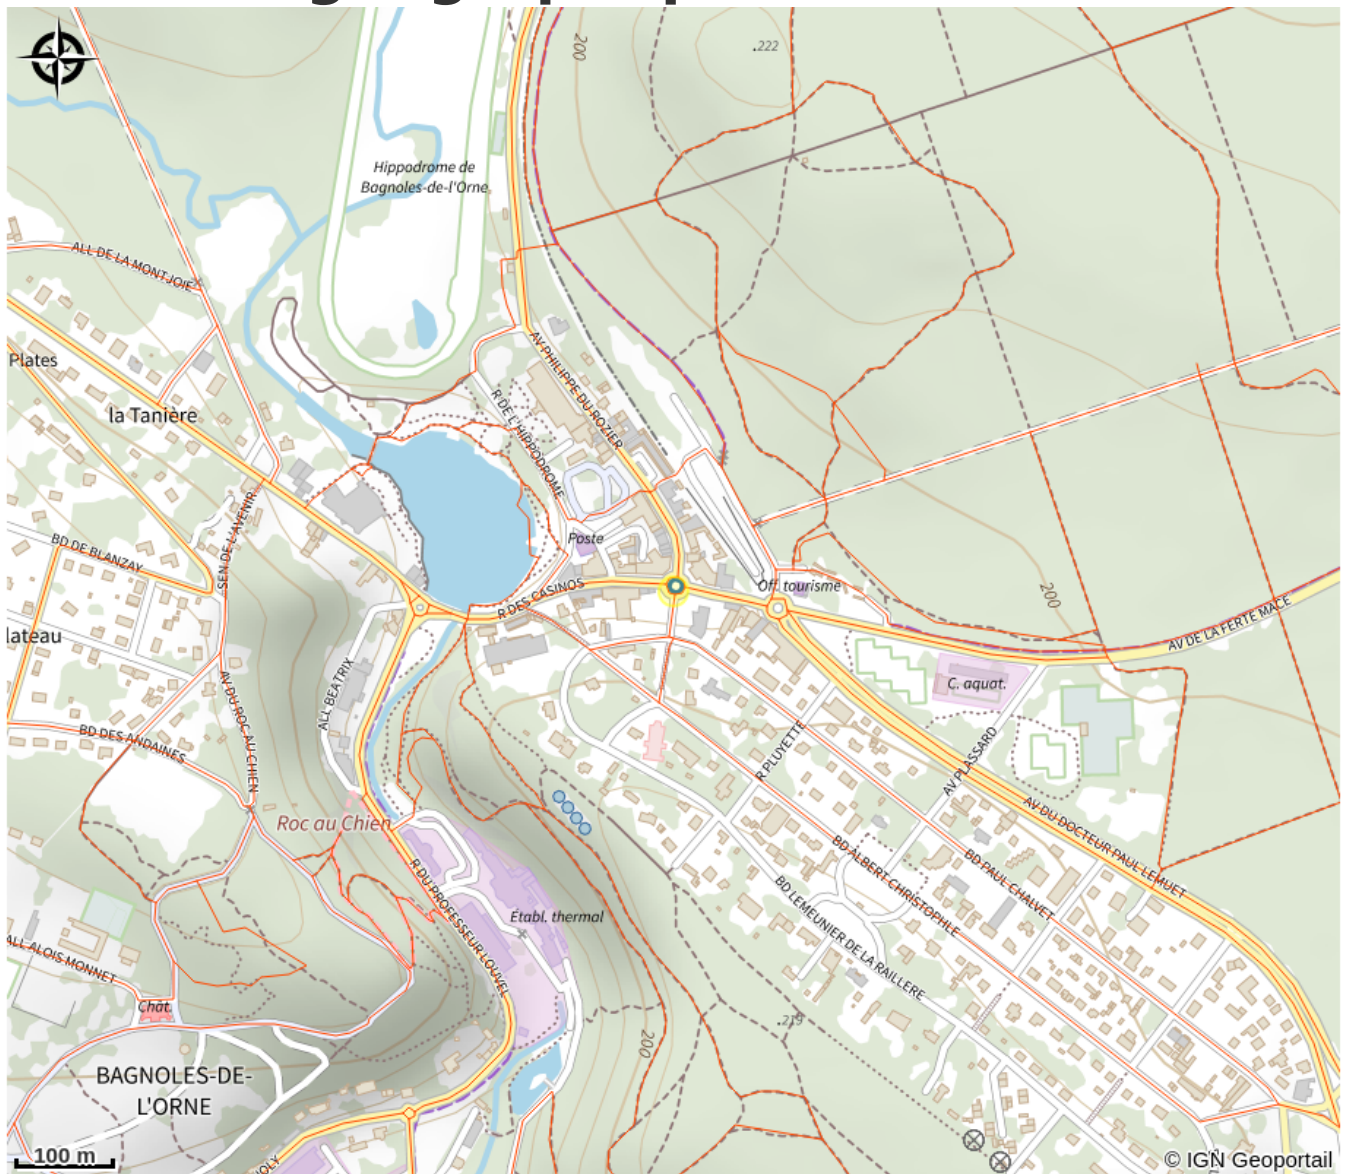 200
.222
Hippodrome de
Bagnoles-de-l'Orne
ALL DE LA MONTJOIE
Plates
la Tanière
AV PHILIPPE DU ROZIER
R DE L'HIPPODROME
SEN DE L'AVENIR
BD DE BLANZAY
Poste
R DES CASINOS
Off. tourisme
200
AV DE LA FERTE MACE
lateau
ALL BEATRIX
AV DU ROC AU CHIEN
BD DES ANDAINES
C. aquat.
R PLUYETTE
AV PLASSARD
Roc au Chien
AV DU DOCTEUR PAUL LEMUET
BD ALBERT CHRISTOPHLE
BD PAUL CHALVET
R DU PROFESSEUR LOUVEL
Établ. thermal
BD LEMEUNIER DE LA RAILLERE
ALL ALOIS MONNET
Chât.
.219
200
BAGNOLES-DE-
L'ORNE
100 m
© IGN Geoportail